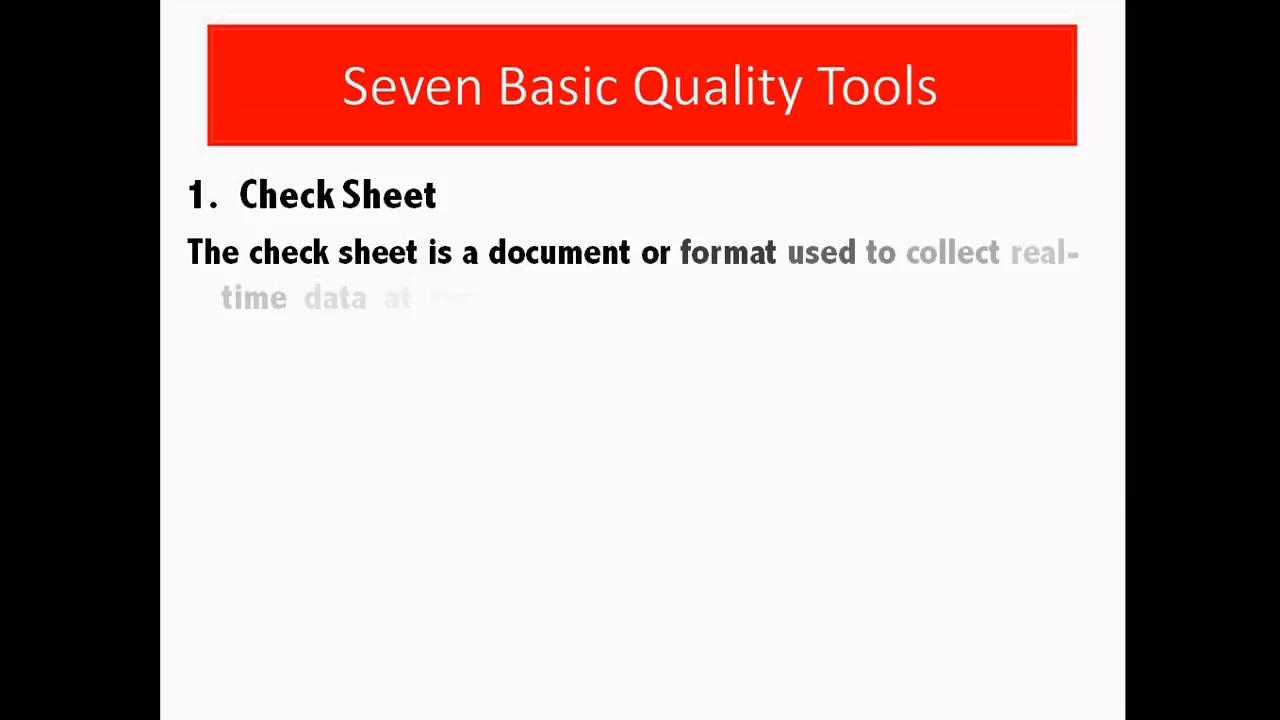 Seven Basic Quality Tools
1. Check Sheet
The check sheet is a document or format used to collect real-
time data at